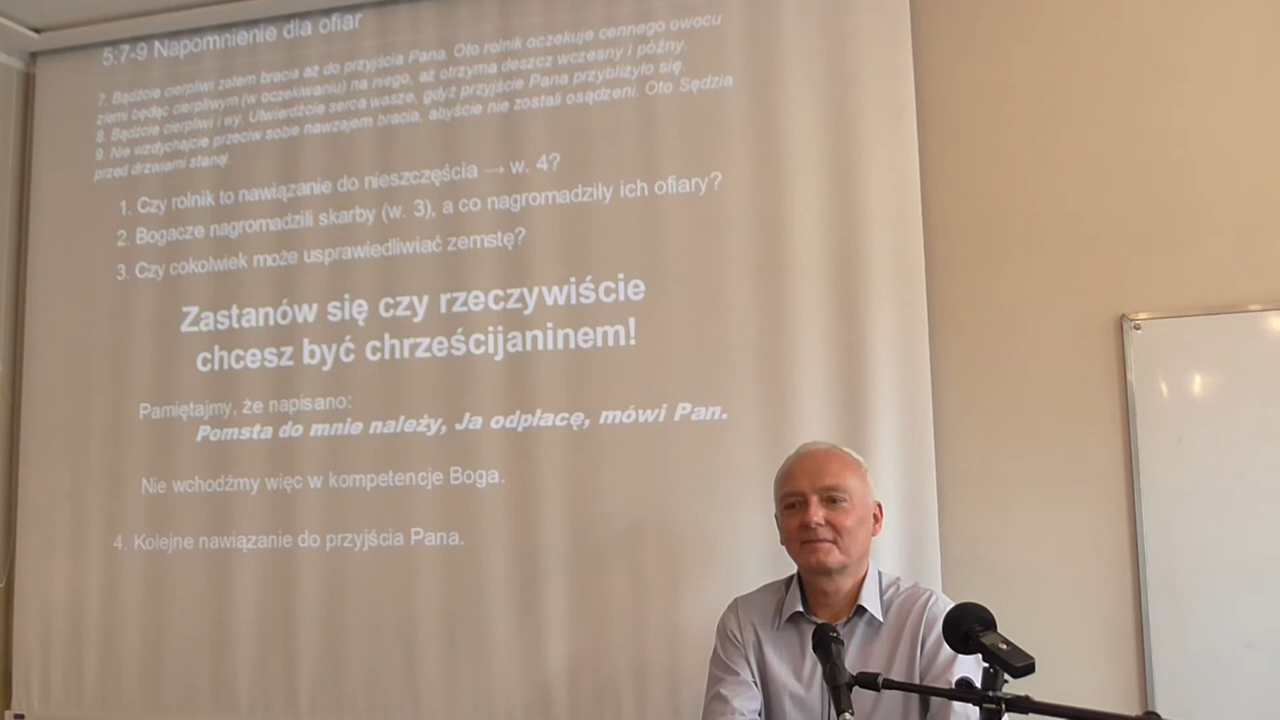 5:7-9 Napomnienie dla ofiar
7. Bądźcie cierpliwi zatem bracia aż do przyjścia Pana. Oto rolnik oczekuje cennego owocu
ziemi będąc cierpliwym (w oczekiwaniu) na niego, aż otrzyma deszcz wczesny i późny.
8. Bądźcie cierpliwi i wy. Utwierdźcie serca wasze, gdyż przyjście Pana przybliżyło się.
9. Nie wzdychajcie przeciw sobie nawzajem bracia, abyście nie zostali osądzeni. Oto Sędzia
przed drzwiami stanął.
1. Czy rolnik to nawiązanie do nieszczęścia → w. 4?
2. Bogacze nagromadzili skarby (w. 3), a co nagromadziły ich ofiary?
3. Czy cokolwiek może usprawiedliwiać zemstę?
Zastanów się czy rzeczywiście
chcesz być chrześcijaninem!
Pamiętajmy, że napisano:
Pomsta do mnie należy, Ja odpłacę, mówi Pan.
Nie wchodźmy więc w kompetencje Boga.
4. Kolejne nawiązanie do przyjścia Pana.